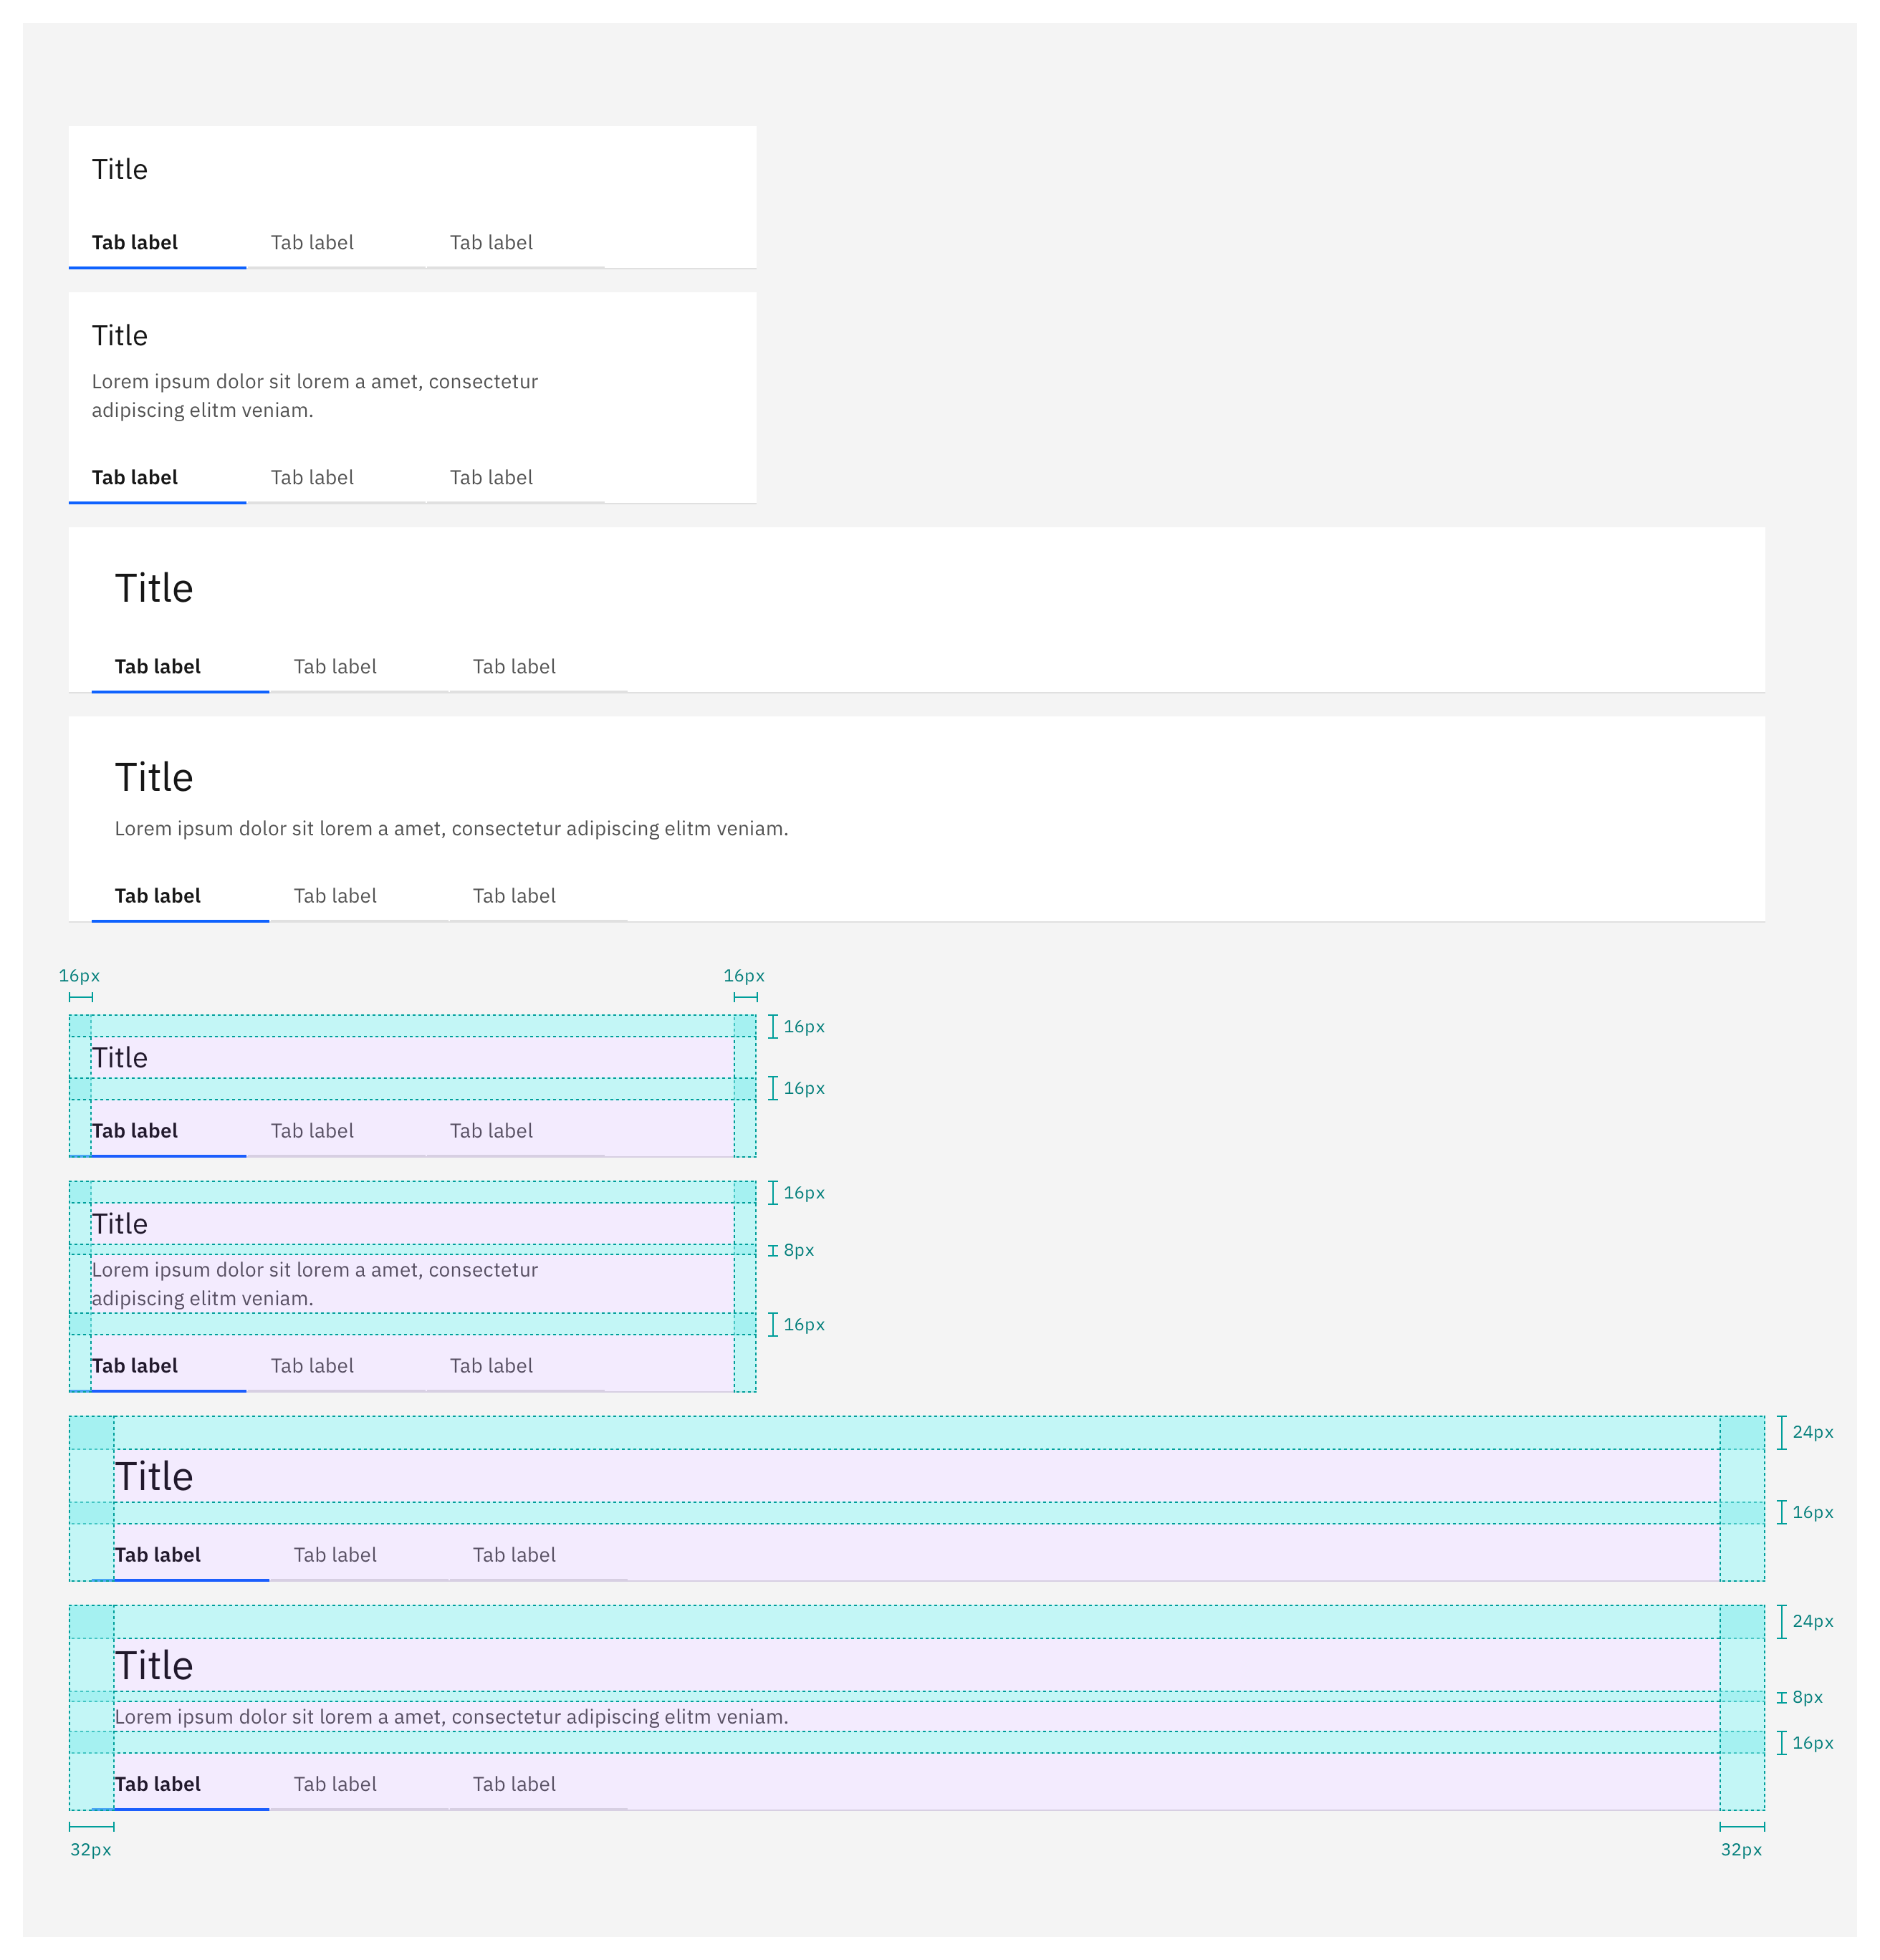 Title
Tab label Tab label Tab label
Title
Lorem ipsum dolor sit lorem a amet, consectetur
adipiscing elitm veniam.
Tab label Tab label Tab label
Title
Tab label Tab label Tab label
Title
Lorem ipsum dolor sit lorem a amet, consectetur adipiscing elitm veniam.
Tab label Tab label Tab label
16px 16px
16px
Title
16px
Tab label Tab label Tab label
16px
Title
8px
Lorem ipsum dolor sit lorem a amet, consectetur
adipiscing elitm veniam.
16px
Tab label Tab label Tab label
24px
Title
16px
Tab label Tab label Tab label
24px
Title
8px
Lorem ipsum dolor sit lorem a amet, consectetur adipiscing elitm veniam.
16px
Tab label Tab label Tab label
32px 32px